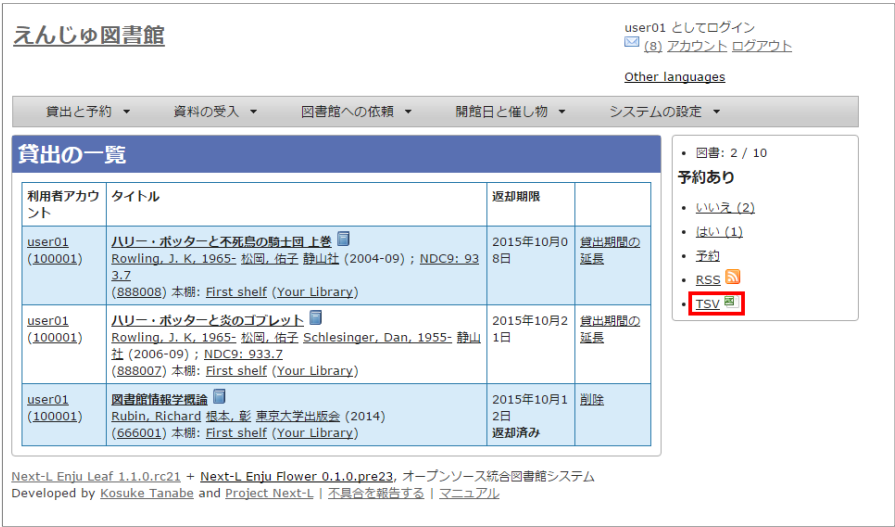 えんじゅ図書館
user01 としてログイン
(8) アカウント ログアウト
Other languages
貸出と予約 ▼ 資料の受入 ▼ 図書館への依頼 ▼ 開館日と催し物 ▼ システムの設定 ▼
貸出の一覧
利用者アカウ
ント
タイトル
返却期限
user01
(100001)
ハリー・ポッターと不死鳥の騎士団 上巻
Rowling, J. K, 1965- 松岡, 佑子 静山社 (2004-09) ; NDC9: 93
3.7
(888008) 本棚: First shelf (Your Library)
2015年10月0
8日
貸出期間の
延長
user01
(100001)
ハリー・ポッターと炎のゴブレット
Rowling, J. K, 1965- 松岡, 佑子 Schlesinger, Dan, 1955- 静山
社 (2006-09) ; NDC9: 933.7
(888007) 本棚: First shelf (Your Library)
2015年10月2
1日
貸出期間の
延長
user01
(100001)
図書館情報学概論
Rubin, Richard 根本, 彰 東京大学出版会 (2014)
(666001) 本棚: First shelf (Your Library)
2015年10月1
2日
返却済み
削除
• 図書: 2 / 10
予約あり
• いいえ (2)
• はい (1)
• 予約
• RSS
• TSV
Next-L Enju Leaf 1.1.0.rc21 + Next-L Enju Flower 0.1.0.pre23, オープンソース統合図書館システム
Developed by Kosuke Tanabe and Project Next-L | 不具合を報告する | マニュアル